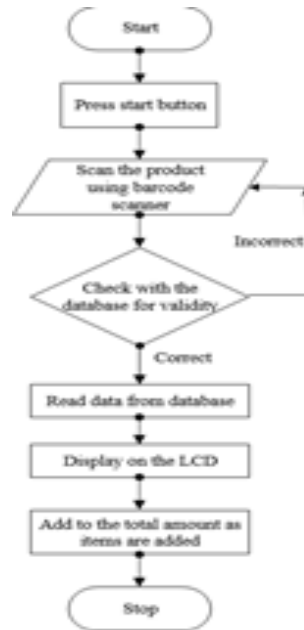 Start
Press start button
Scan the product
using barcode
scanner
Incorrect
Check with the
database for validity
Correct
Read data from database
Display on the LCD
Add to the total amount as
items are added
Stop